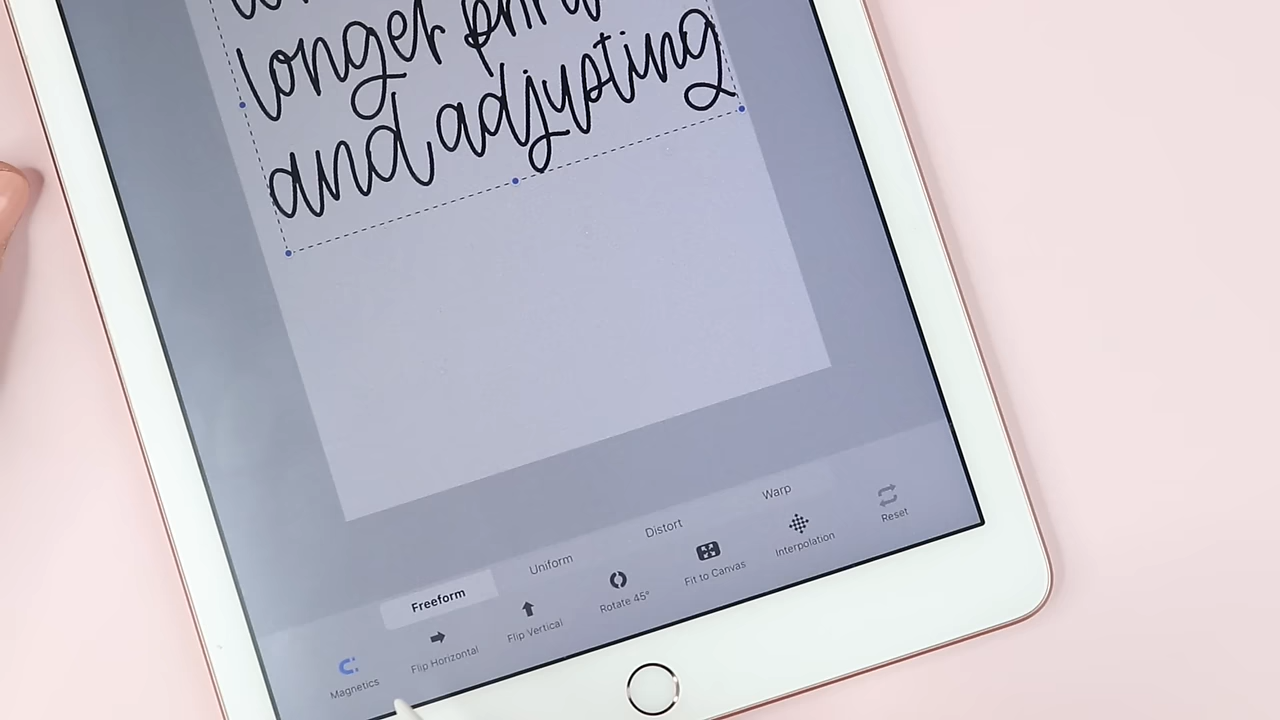 longer
and adjusting
Freeform Uniform Distort Warp
Magnetics Flip Horizontal Flip Vertical Rotate 45° Fit to Canvas Interpolation Reset